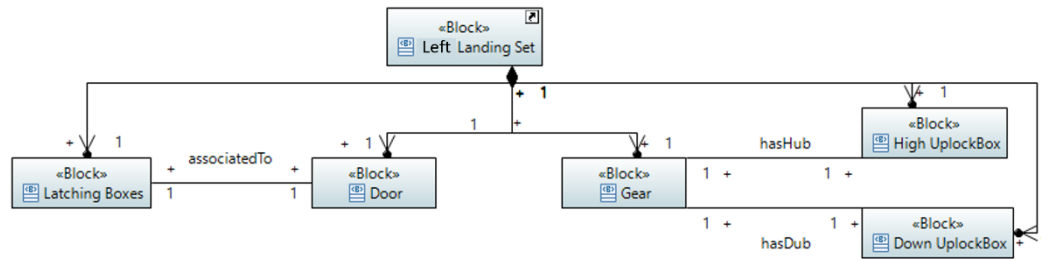 «Block»
Left Landing Set
+ 1
1 +
+ 1
+ 1
+ 1
+ 1
«Block»
Latching Boxes
+ associatedTo +
1 1
«Block»
Door
«Block»
Gear
hasHub
1 + 1 +
«Block»
High UplockBox
1 + 1 +
hasDub
«Block»
Down UplockBox
+